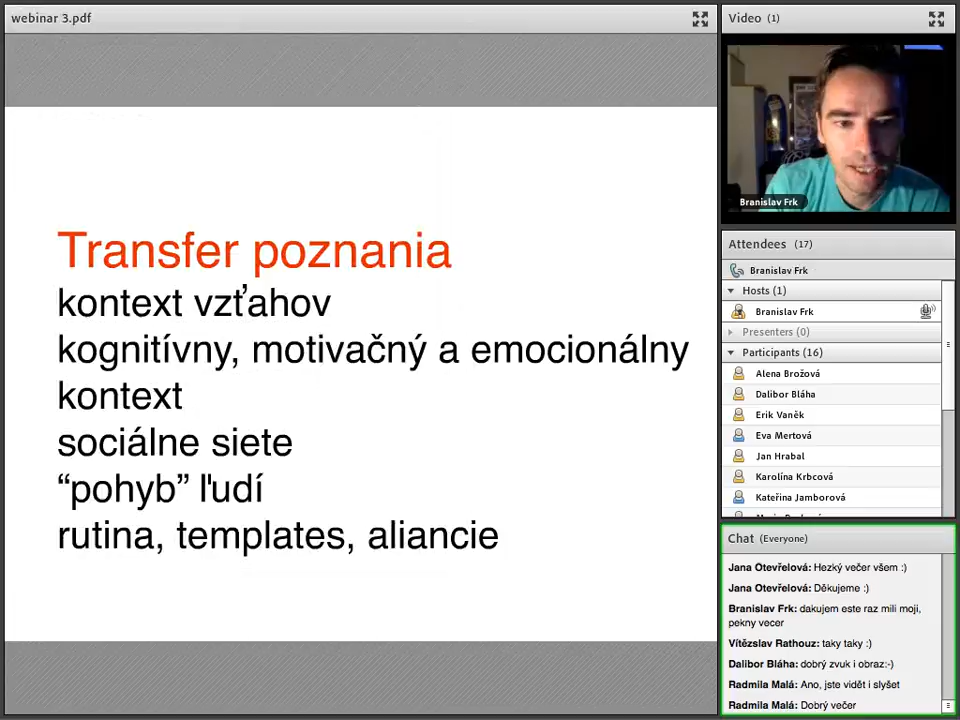 webinar 3.pdf
Transfer poznania
kontext vzťahov
kognitívny, motivačný a emocionálny
kontext
sociálne siete
“pohyb” ľudí
rutina, templates, aliancie
Video (1)
Branislav Frk
Attendees (17)
Branislav Frk
Hosts (1)
Branislav Frk
Presenters (0)
Participants (16)
Alena Brožová
Dalibor Bláha
Erik Vaněk
Eva Mertová
Jan Hrabal
Karolína Krbcová
Kateřina Jamborová
Chat (Everyone)
Jana Otevřelová: Hezký večer všem :)
Jana Otevřelová: Děkujeme :)
Branislav Frk: dakujem este raz mili moji,
pekny vecer
Vítězslav Rathouz: taky taky :)
Dalibor Bláha: dobrý zvuk i obraz:-)
Radmila Malá: Ano, jste vidět i slyšet
Radmila Malá: Dobrý večer